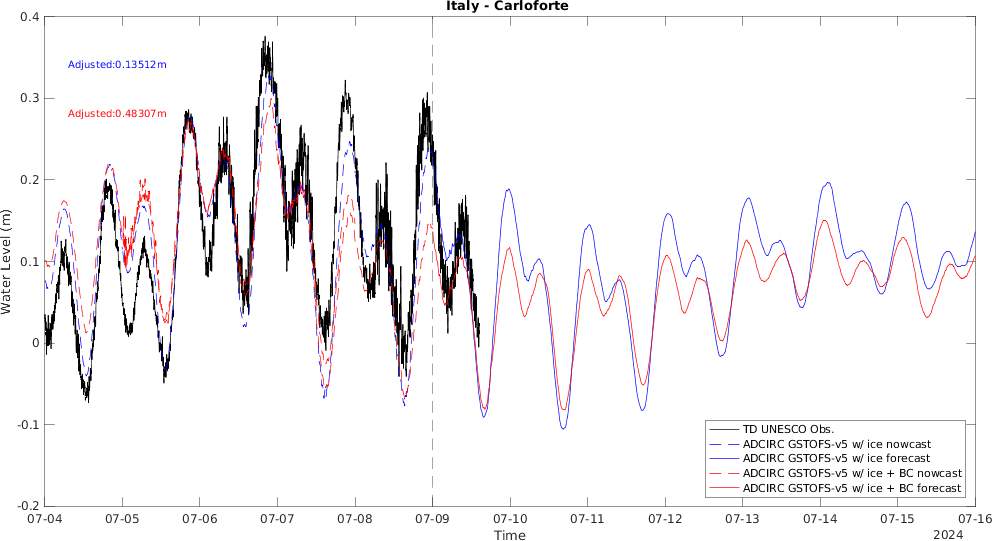 Italy - Carloforte
0.4
0.3
0.2
0.1
0
-0.1
-0.2
Water Level (m)
Adjusted:0.13512m
Adjusted:0.48307m
TD UNESCO Obs.
ADCIRC GSTOFS-v5 w/ ice nowcast
ADCIRC GSTOFS-v5 w/ ice forecast
ADCIRC GSTOFS-v5 w/ ice + BC nowcast
ADCIRC GSTOFS-v5 w/ ice + BC forecast
07-04 07-05 07-06 07-07 07-08 07-09 07-10 07-11 07-12 07-13 07-14 07-15 07-16
Time
2024